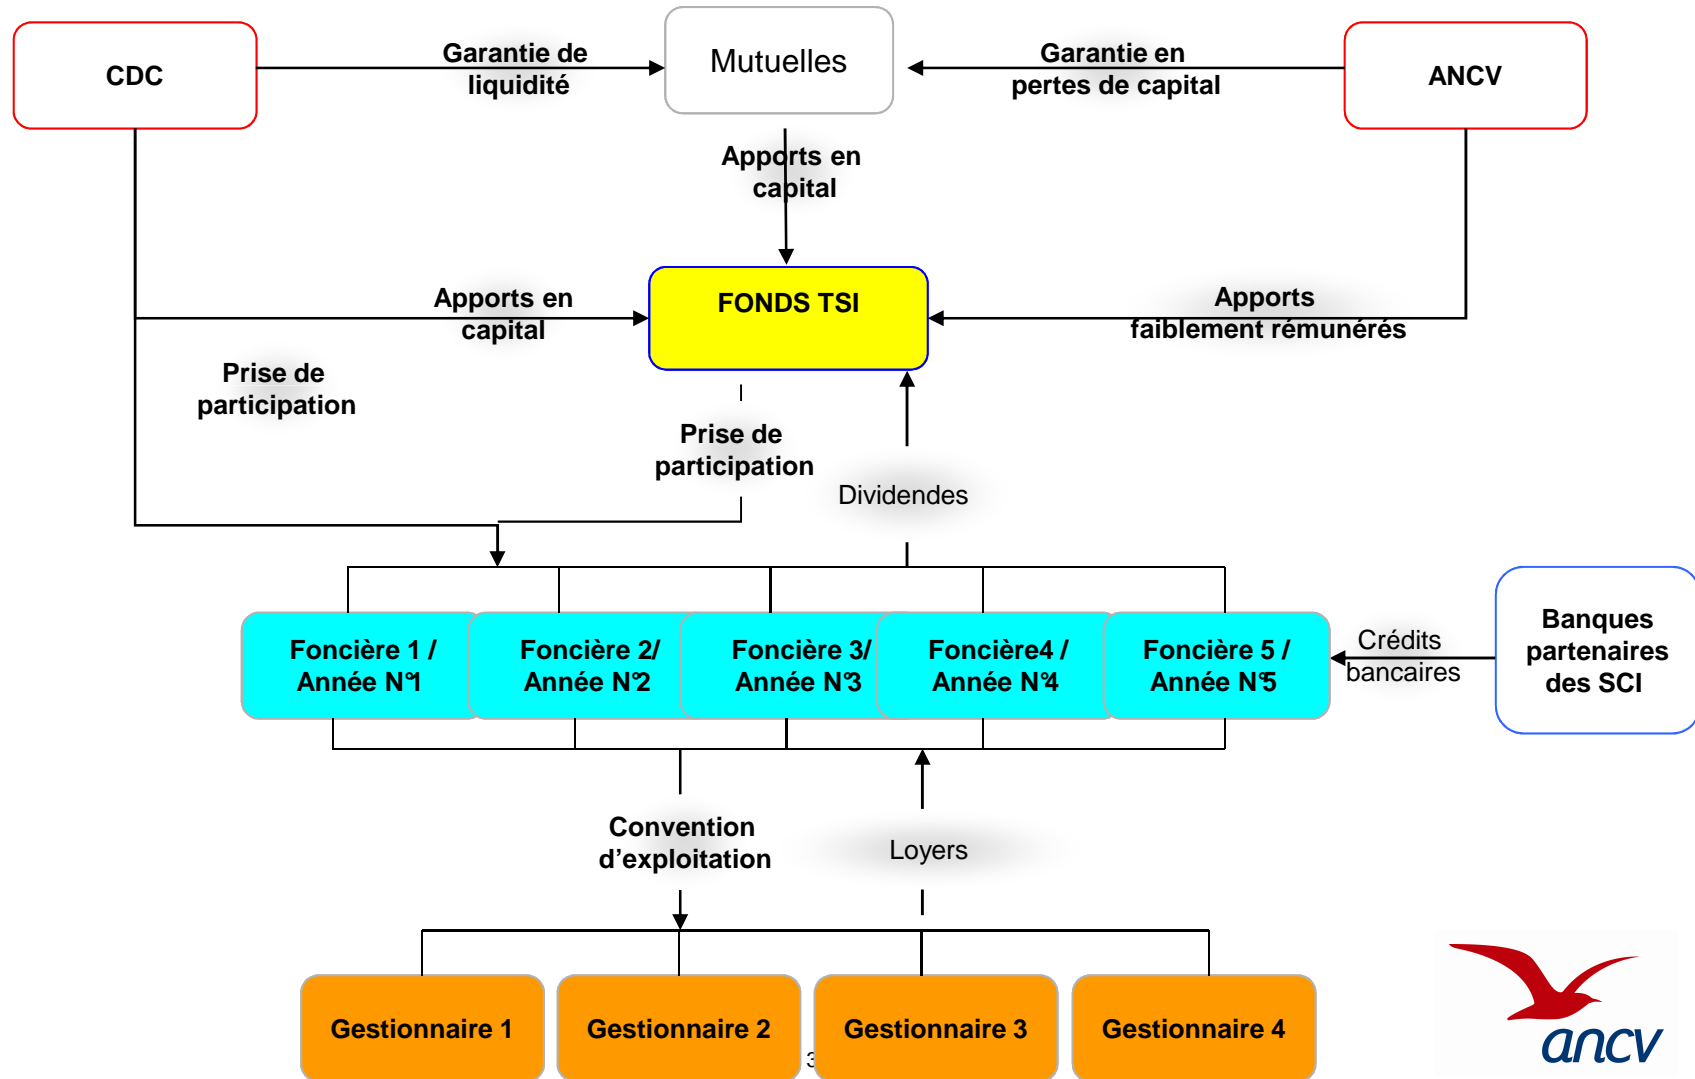 CDC
Garantie de
liquidité
Mutuelles
Garantie en
pertes de capital
ANCV
Apports en
capital
Apports en
capital
FONDS TSI
Apports
faiblement rémunérés
Prise de
participation
Prise de
participation
Dividendes
Foncière 1 /
Année N°1
Foncière 2/
Année N°2
Foncière 3/
Année N°3
Foncière4 /
Année N°4
Foncière 5 /
Année N°5
Crédits
bancaires
Banques
partenaires
des SCI
Convention
d'exploitation
Loyers
Gestionnaire 1
Gestionnaire 2
Gestionnaire 3
Gestionnaire 4
3
ancv